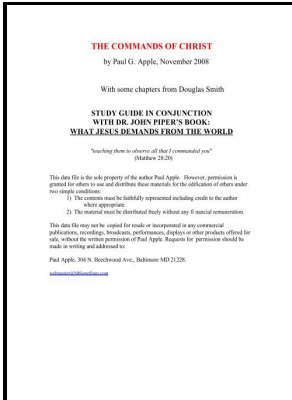 THE COMMANDS OF CHRIST
by Paul G. Apple, November 2008
With some chapters from Douglas Smith
STUDY GUIDE IN CONJUNCTION
WITH DR. JOHN PIPER'S BOOK:
WHAT JESUS DEMANDS FROM THE WORLD
"teaching them to observe all that I commanded you"
(Matthew 28:20)
This data file is the sole property of the author Paul Apple. However, permission is
granted for others to use and distribute these materials for the edification of others under
two simple conditions:
1) The contents must be faithfully represented including credit to the author
where appropriate.
2) The material must be distributed freely without any financial remuneration.
This data file may not be copied for resale or incorporated in any commercial
publications, recordings, broadcasts, performances, displays or other products offered for
sale, without the written permission of Paul Apple. Requests for permission should be
made in writing and addressed to:
Paul Apple, 304 N. Beechwood Ave., Baltimore MD 21228.